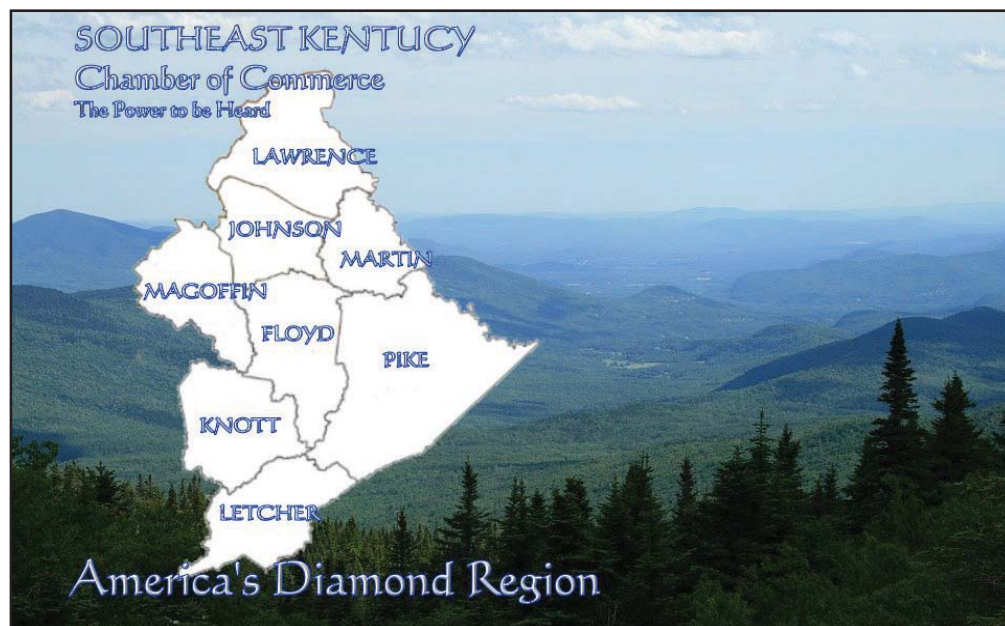 SOUTHEAST KENTUCY
Chamber of Commerce
The Power to be Heard
LAWRENCE
JOHNSON
MARTIN
MAGOFFIN
FLOYD
PIKE
KNOTT
LETCHER
America's Diamond Region